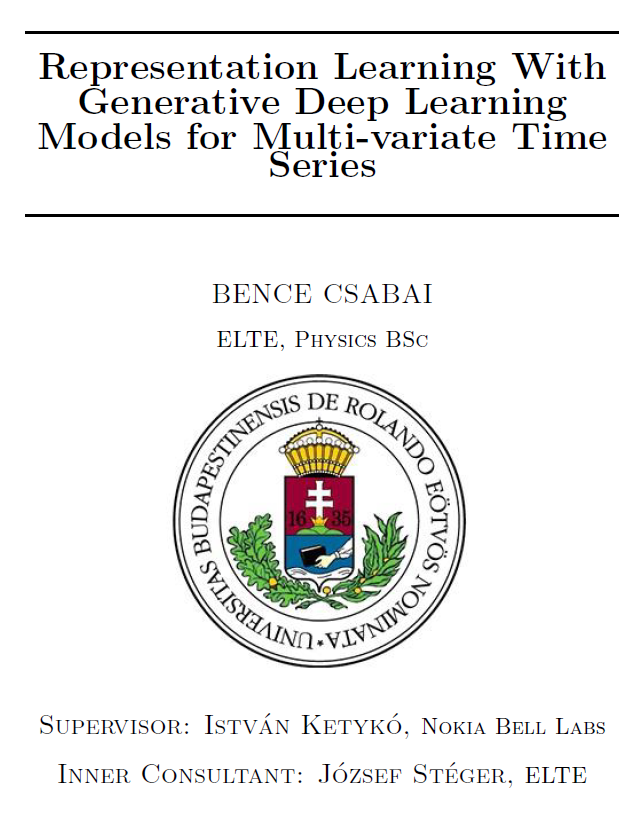 Representation Learning With
Generative Deep Learning
Models for Multi-variate Time
Series
BENCE CSABAI
ELTE, Physics BSc
UNIVERSITAS BUDAPESTINENSIS DE ROLANDO EÖTVÖS NOMINATA
16 35
Supervisor: István Ketykó, Nokia Bell Labs
Inner Consultant: József Stéger, ELTE